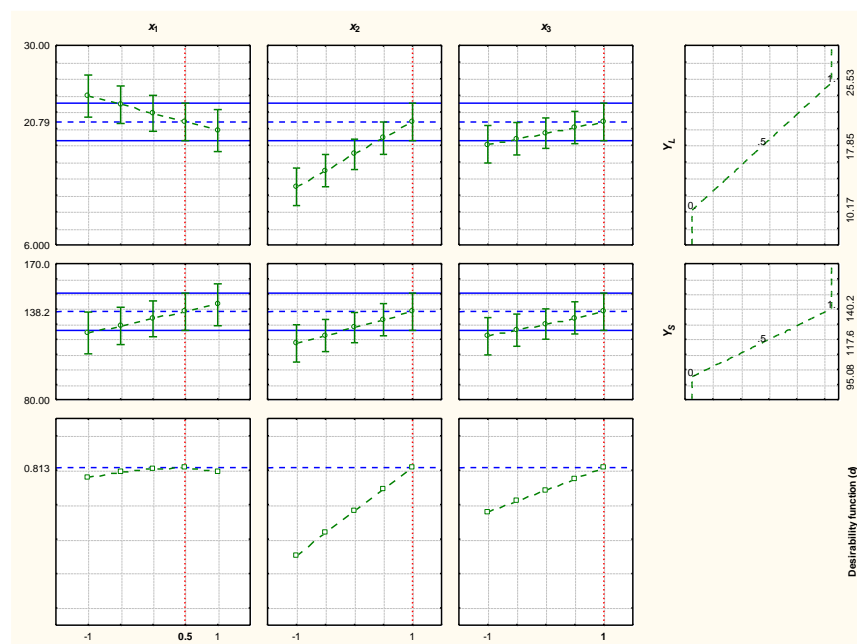 x1 x2 x3
30.00
20.79
6.000
Y_L
0. .5 1.
10.17 17.85 25.53
170.0
138.2
80.00
Y_S
0. .5 1.
95.08 117.6 140.2
0.813
Desirability function (d)
-1 0.5 1 -1 1 -1 1